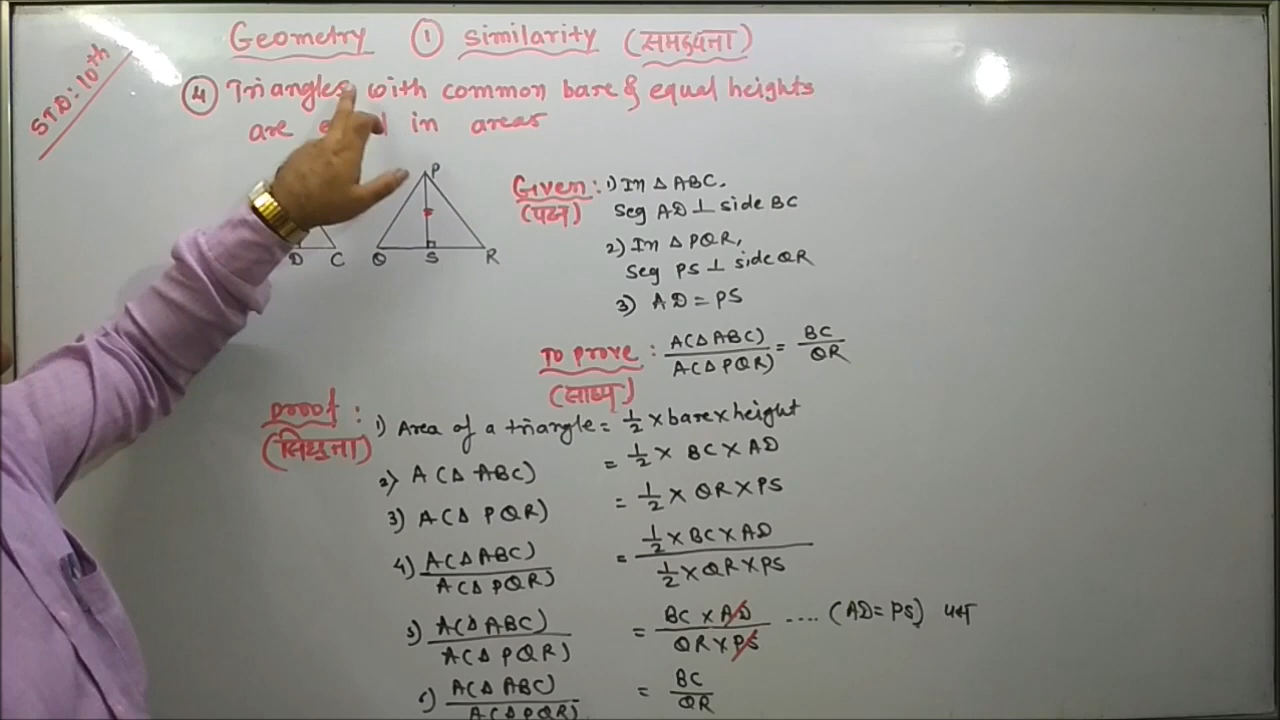 Geometry ① Similarity (समरूपता)
STD: 10th
④ Triangles with common base & equal heights
are in areas
P
D C Q S R
Given : 1) In △ ABC,
(पक्ष) Seg AD ⊥ side BC
2) In △ PQR,
Seg PS ⊥ side QR
3) AD = PS
To prove : A(△ ABC) / A(△ PQR) = BC / QR
(साध्य)
Proof : 1) Area of a triangle = 1/2 × base × height
2) A (△ ABC) = 1/2 × BC × AD
3) A(△ PQR) = 1/2 × QR × PS
4) A(△ ABC) / A(△ PQR) = 1/2 × BC × AD / 1/2 × QR × PS
5) A(△ ABC) / A(△ PQR) = BC × AD / QR × PS .... (AD = PS) पक्ष
6) A(△ ABC) / A(△ PQR) = BC / QR